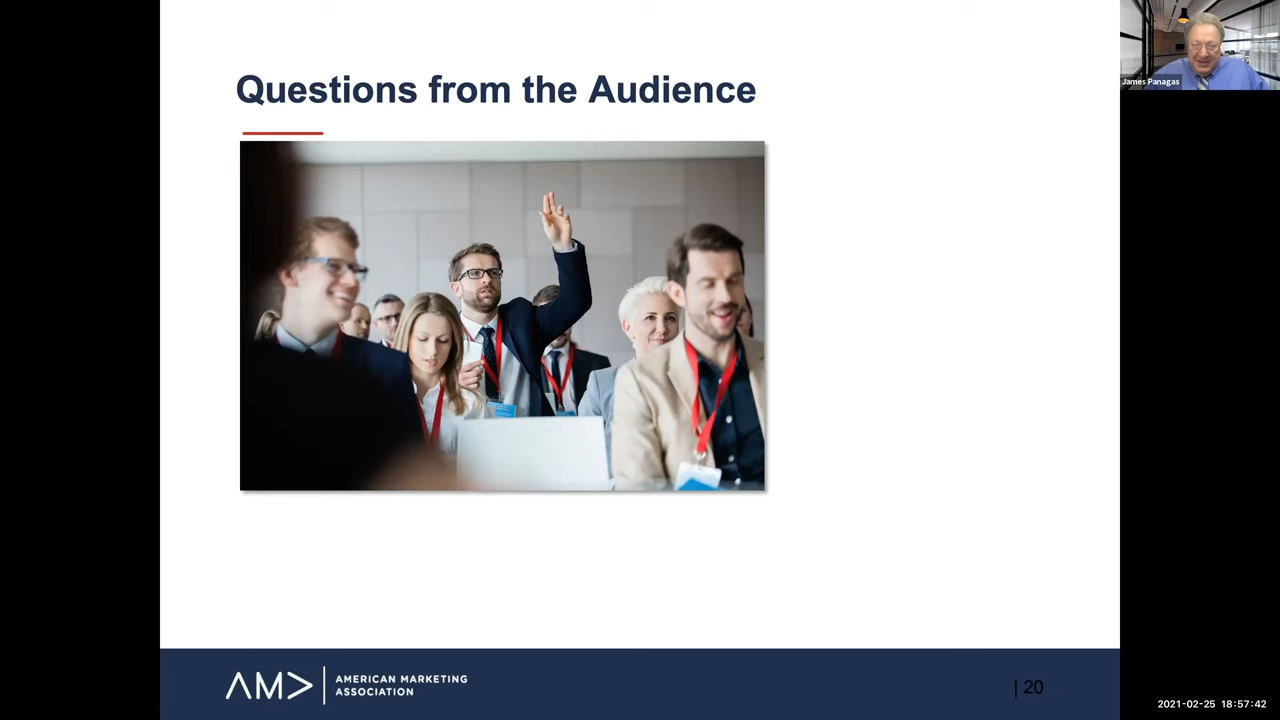 Questions from the Audience
James Panagas
AMA
AMERICAN MARKETING
ASSOCIATION
| 20
2021-02-25 18:57:42